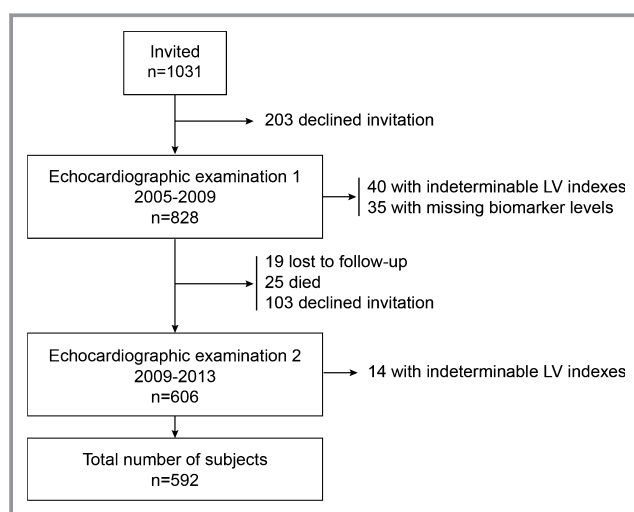 Invited
n=1031
203 declined invitation
Echocardiographic examination 1
2005-2009
n=828
40 with indeterminable LV indexes
35 with missing biomarker levels
19 lost to follow-up
25 died
103 declined invitation
Echocardiographic examination 2
2009-2013
n=606
14 with indeterminable LV indexes
Total number of subjects
n=592